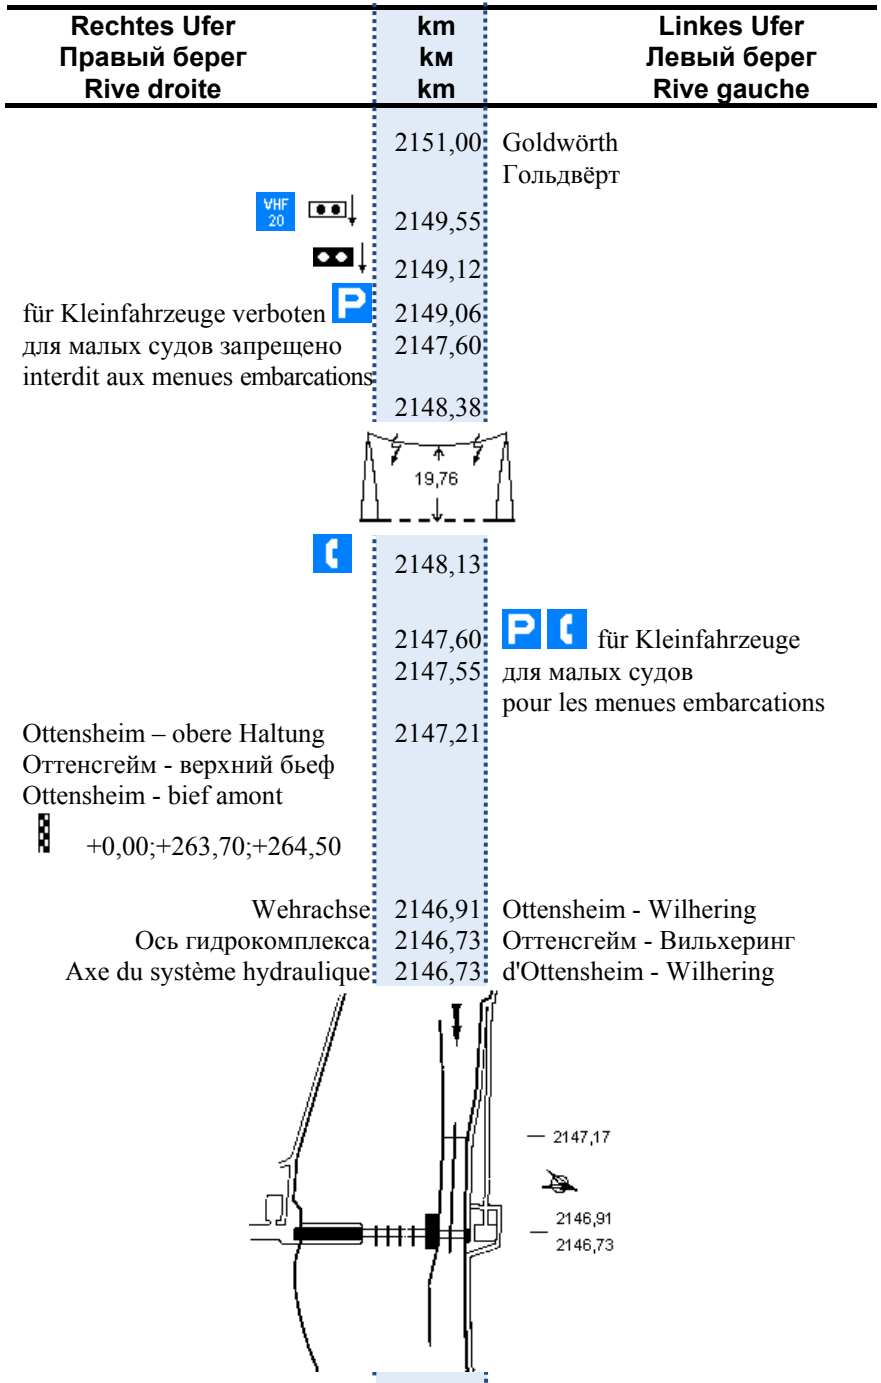 Rechtes Ufer km Linkes Ufer
Правый берег км Левый берег
Rive droite km Rive gauche
2151,00 Goldwörth
Гольдвёрт
VHF
20
2149,55
2149,12
für Kleinfahrzeuge verboten P 2149,06
для малых судов запрещено 2147,60
interdit aux menues embarcations
2148,38
19,76
2148,13
2147,60 P für Kleinfahrzeuge
2147,55 для малых судов
pour les menues embarcations
Ottensheim – obere Haltung 2147,21
Оттенсгейм - верхний бьеф
Ottensheim - bief amont
+0,00;+263,70;+264,50
Wehrachse 2146,91 Ottensheim - Wilhering
Ось гидрокомплекса 2146,73 Оттенсгейм - Вильхеринг
Axe du système hydraulique 2146,73 d'Ottensheim - Wilhering
2147,17
2146,91
2146,73